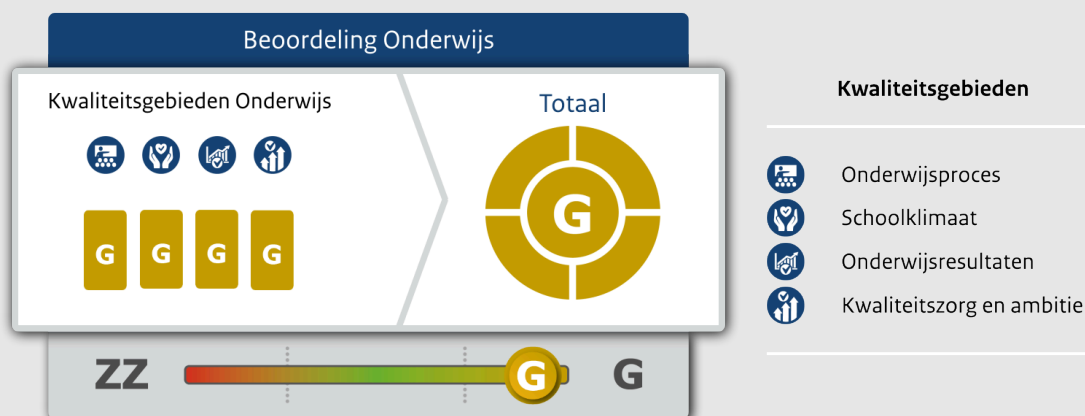 Beoordeling Onderwijs
Kwaliteitsgebieden Onderwijs
Totaal
G G G G
G
ZZ G G
Kwaliteitsgebieden
Onderwijsproces
Schoolklimaat
Onderwijsresultaten
Kwaliteitszorg en ambitie